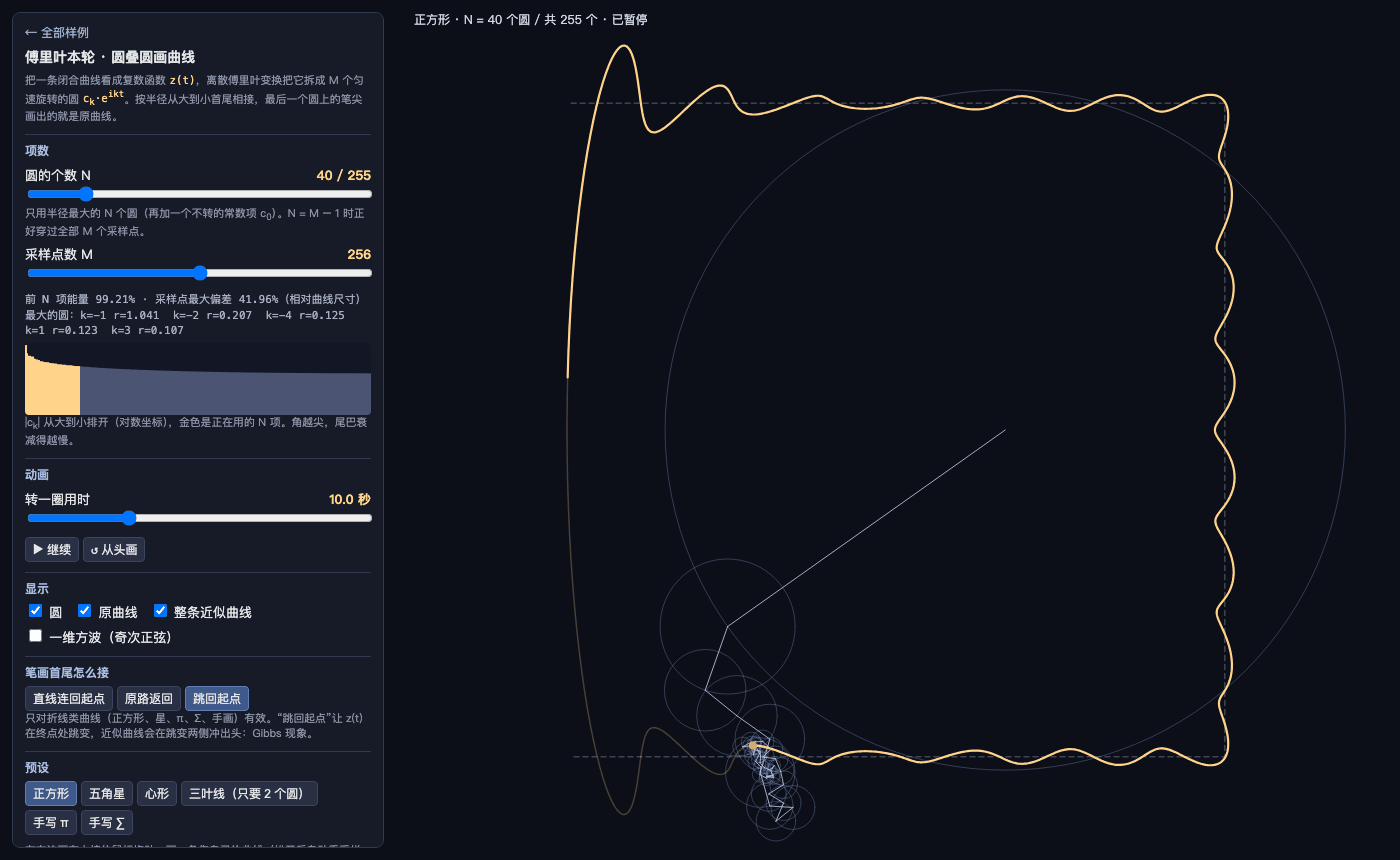 ← 全部样例
傅里叶本轮 · 圆叠圆画曲线
把一条闭合曲线看成复数函数 z(t)，离散傅里叶变换把它拆成 M 个匀
速旋转的圆 cₖ·eⁱᵏᵗ。按半径从大到小首尾相接，最后一个圆上的笔尖
画出的就是原曲线。
项数
圆的个数 N 40 / 255
只用半径最大的 N 个圆（再加一个不转的常数项 c₀）。N = M − 1 时正
好穿过全部 M 个采样点。
采样点数 M 256
前 N 项能量 99.21% · 采样点最大偏差 41.96%（相对曲线尺寸）
最大的圆：k=−1 r=1.041 k=−2 r=0.207 k=−4 r=0.125
k=1 r=0.123 k=3 r=0.107
|cₖ| 从大到小排开（对数坐标），金色是正在用的 N 项。角越尖，尾巴衰
减得越慢。
动画
转一圈用时 10.0 秒
▶ 继续 ↺ 从头画
显示
圆 原曲线 整条近似曲线
一维方波（奇次正弦）
笔画首尾怎么接
直线连回起点 原路返回 跳回起点
只对折线类曲线（正方形、星、π、Σ、手画）有效。“跳回起点”让 z(t)
在终点处跳变，近似曲线会在跳变两侧冲出头：Gibbs 现象。
预设
正方形 五角星 心形 三叶线（只要 2 个圆）
手写 π 手写 ∑
正方形 · N = 40 个圆 / 共 255 个 · 已暂停